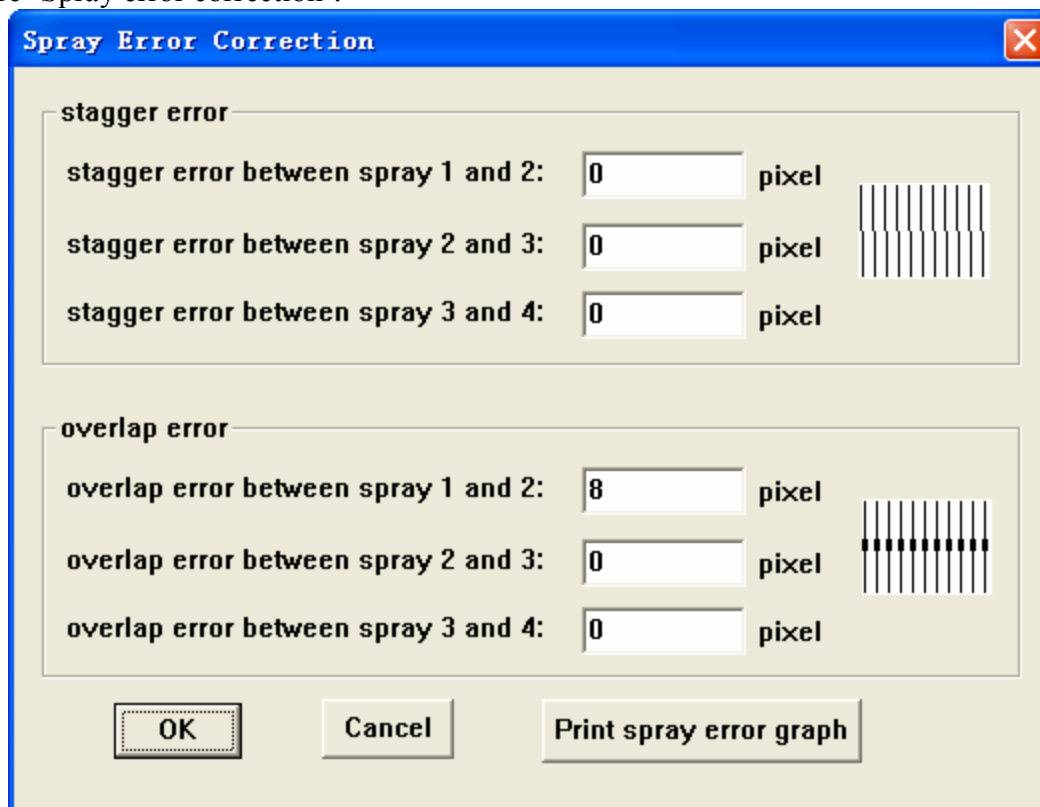 Spray error correction".
Spray Error Correction
stagger error
stagger error between spray 1 and 2: 0 pixel
stagger error between spray 2 and 3: 0 pixel
stagger error between spray 3 and 4: 0 pixel
overlap error
overlap error between spray 1 and 2: 8 pixel
overlap error between spray 2 and 3: 0 pixel
overlap error between spray 3 and 4: 0 pixel
OK Cancel Print spray error graph